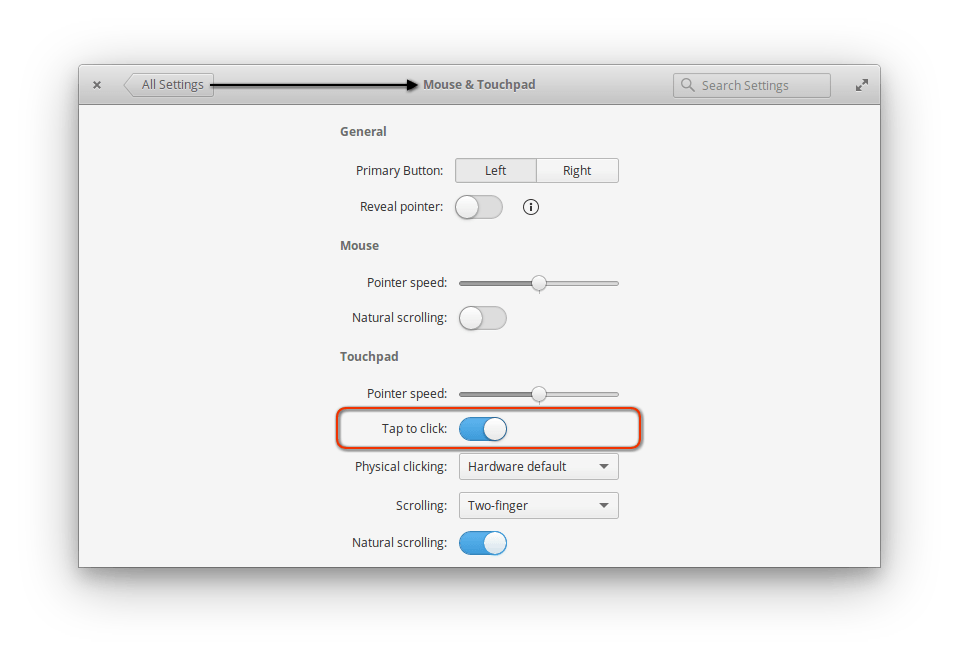 All Settings Mouse & Touchpad Search Settings
General
Primary Button: Left Right
Reveal pointer:
Mouse
Pointer speed:
Natural scrolling:
Touchpad
Pointer speed:
Tap to click:
Physical clicking: Hardware default
Scrolling: Two-finger
Natural scrolling: